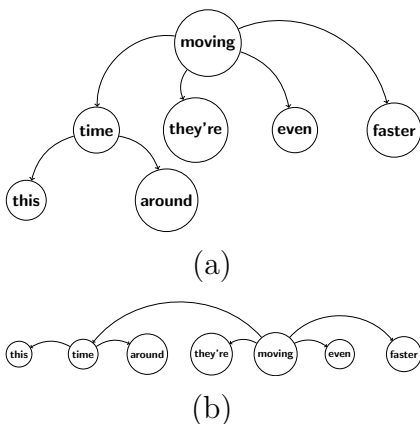 moving
time they're even faster
this around
(a)
this time around they're moving even faster
(b)